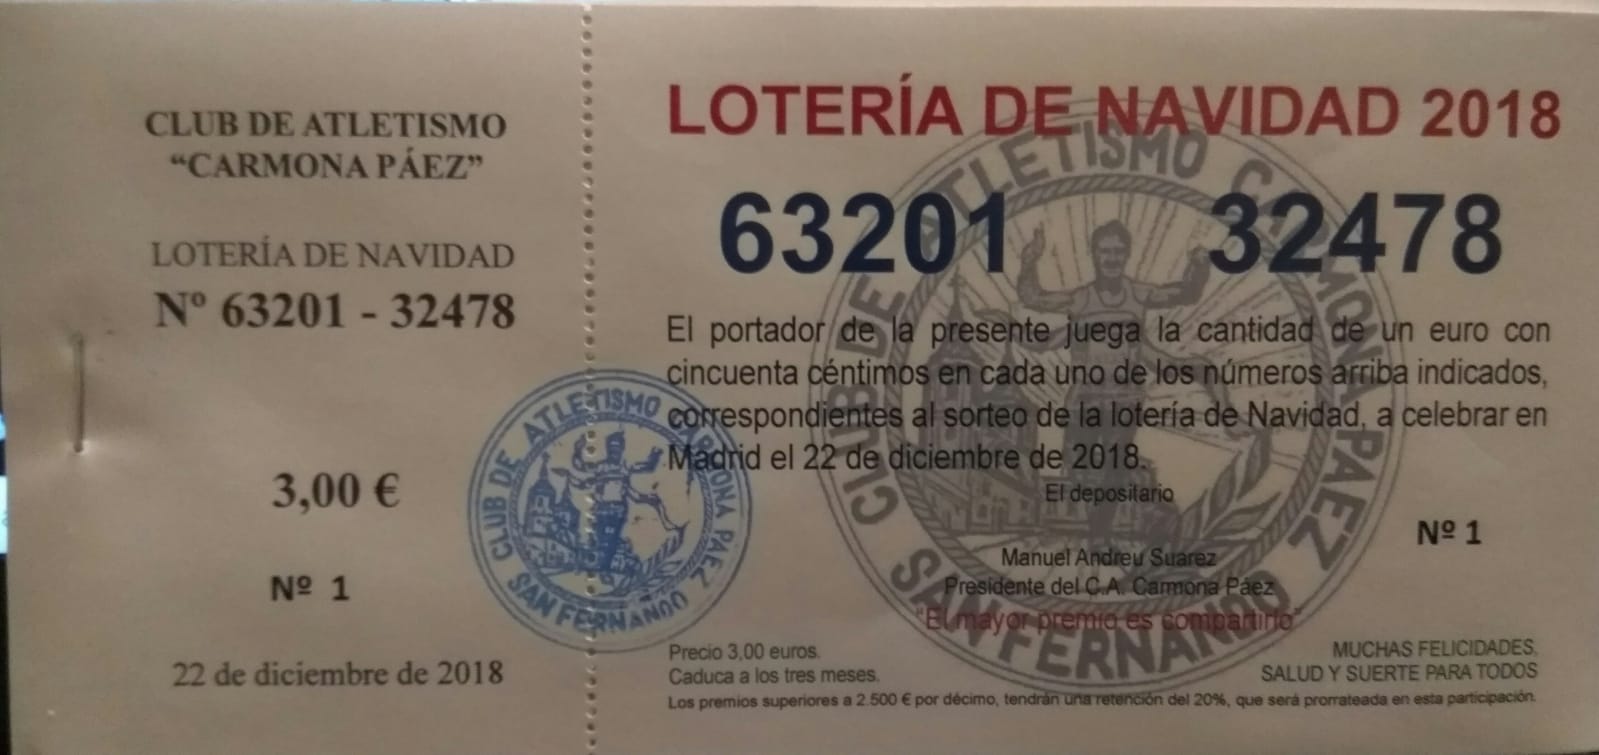 CLUB DE ATLETISMO
“CARMONA PÁEZ”
LOTERÍA DE NAVIDAD
Nº 63201 - 32478
3,00 €
Nº 1
22 de diciembre de 2018
CLUB DE ATLETISMO CARMONA PAEZ
SAN FERNANDO
LOTERÍA DE NAVIDAD 2018
63201 32478
El portador de la presente juega la cantidad de un euro con
cincuenta céntimos en cada uno de los números arriba indicados,
correspondientes al sorteo de la lotería de Navidad, a celebrar en
Madrid el 22 de diciembre de 2018.
El depositario
Nº 1
Manuel Andreu Suarez
Presidente del C.A. Carmona Páez
“El mayor premio es compartirlo”
Precio 3,00 euros.
Caduca a los tres meses.
MUCHAS FELICIDADES,
SALUD Y SUERTE PARA TODOS
Los premios superiores a 2.500 € por décimo, tendrán una retención del 20%, que será prorrateada en esta participación.
CLUB DE ATLETISMO CARMONA PAEZ
SAN FERNANDO